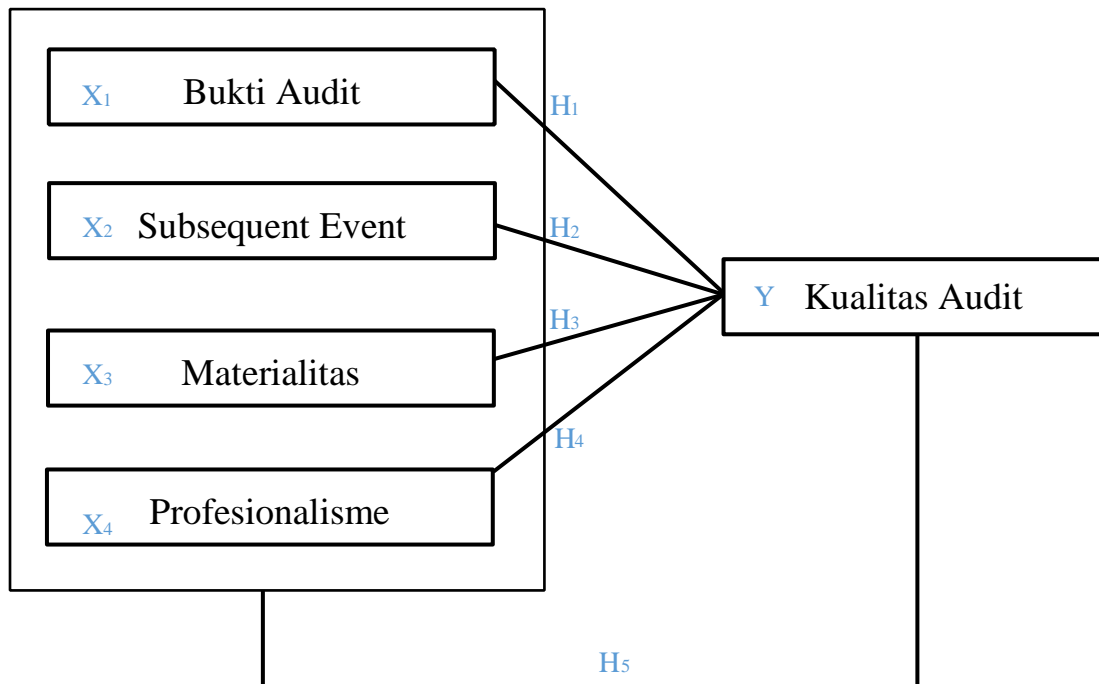 X₁ Bukti Audit
H₁
X₂ Subsequent Event
H₂
Y Kualitas Audit
H₃
X₃ Materialitas
H₄
X₄ Profesionalisme
H₅